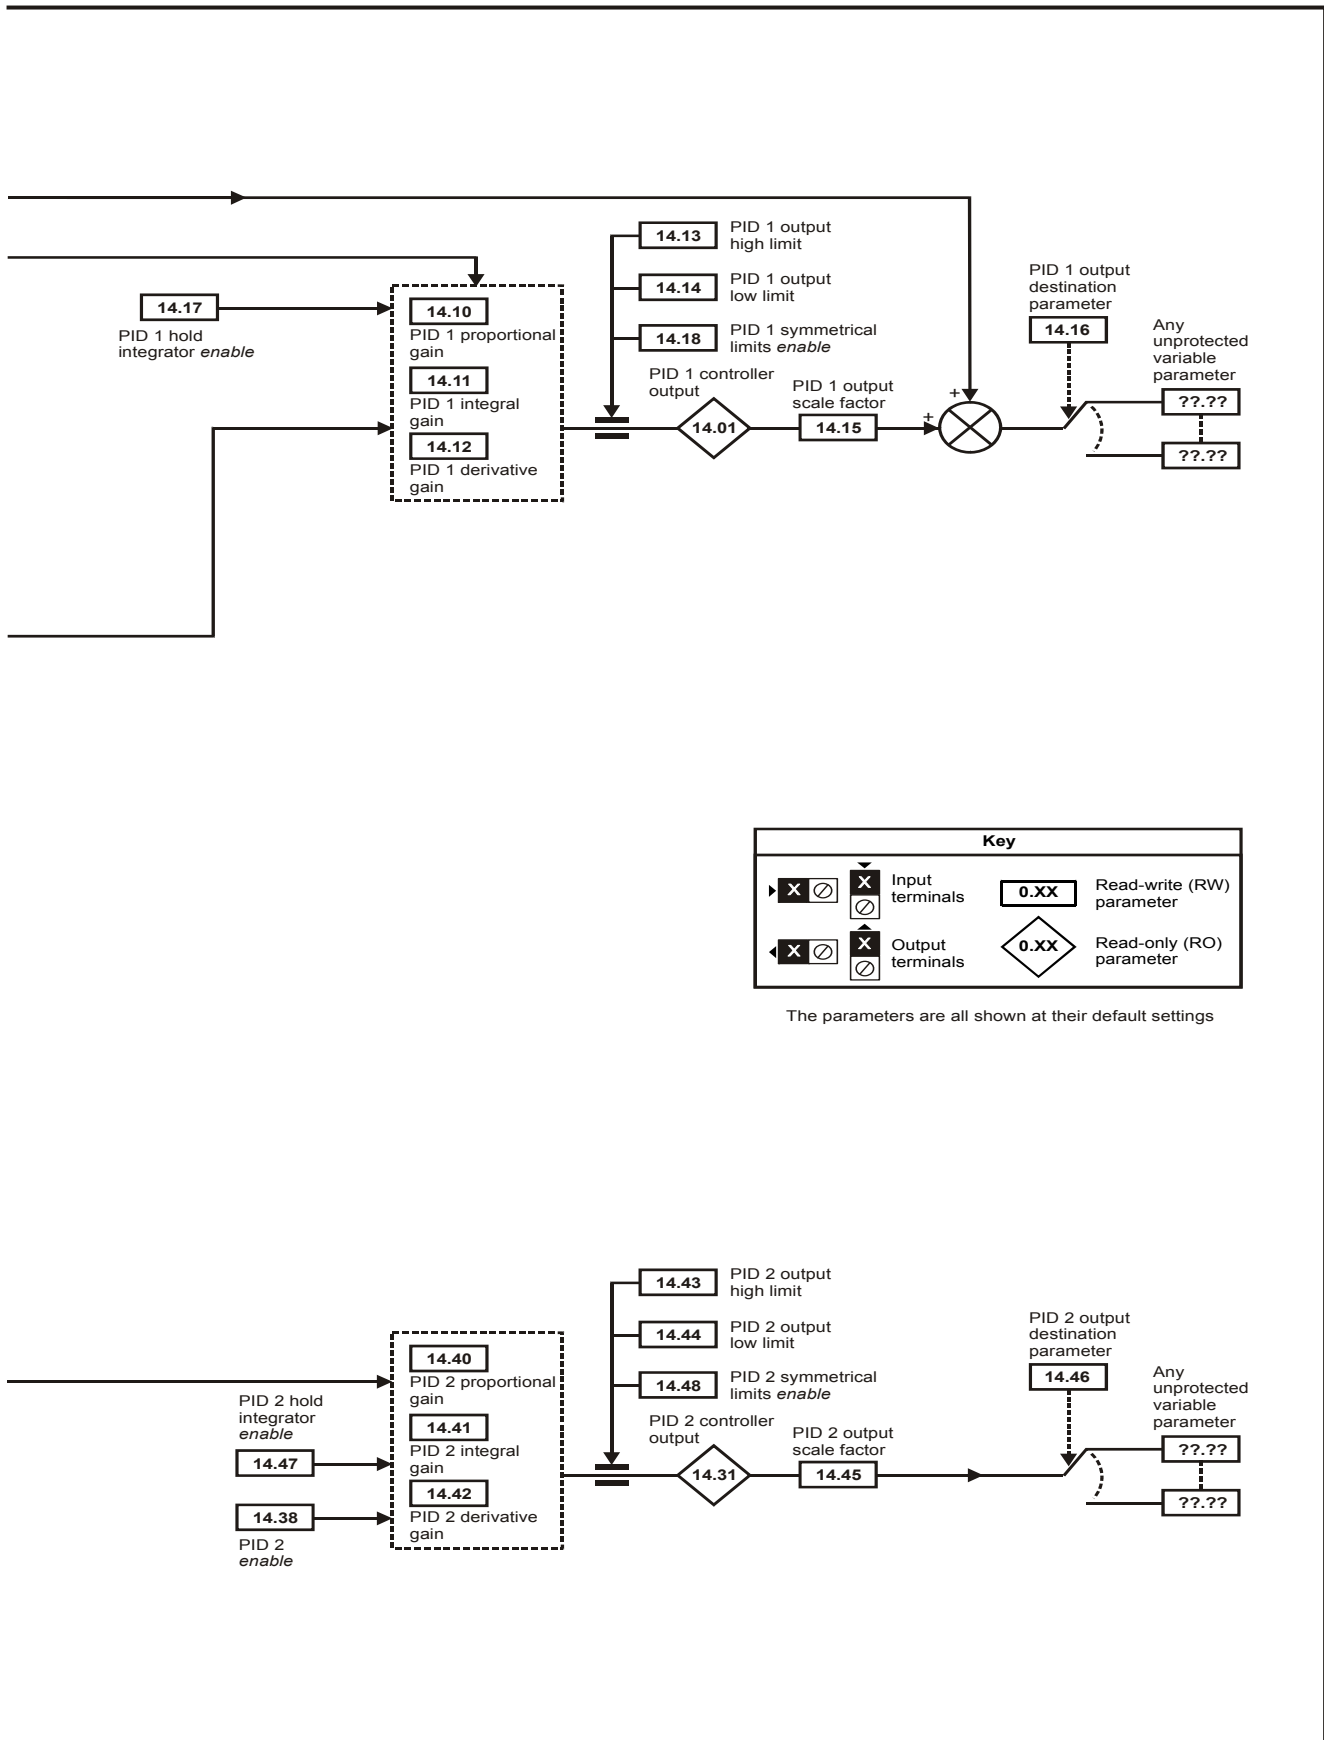 14.13
PID 1 output
high limit
14.14
PID 1 output
low limit
14.18
PID 1 symmetrical
limits enable
14.17
PID 1 hold
integrator enable
14.10
PID 1 proportional
gain
14.11
PID 1 integral
gain
14.12
PID 1 derivative
gain
PID 1 controller
output
14.01
PID 1 output
scale factor
14.15
+
+
PID 1 output
destination
parameter
14.16
Any
unprotected
variable
parameter
??.??
??.??
Key
X
X
Input
terminals
0.XX
Read-write (RW)
parameter
X
X
Output
terminals
0.XX
Read-only (RO)
parameter
The parameters are all shown at their default settings
14.43
PID 2 output
high limit
14.44
PID 2 output
low limit
14.48
PID 2 symmetrical
limits enable
14.40
PID 2 proportional
gain
14.41
PID 2 integral
gain
14.42
PID 2 derivative
gain
PID 2 hold
integrator
enable
14.47
14.38
PID 2
enable
PID 2 controller
output
14.31
PID 2 output
scale factor
14.45
PID 2 output
destination
parameter
14.46
Any
unprotected
variable
parameter
??.??
??.??